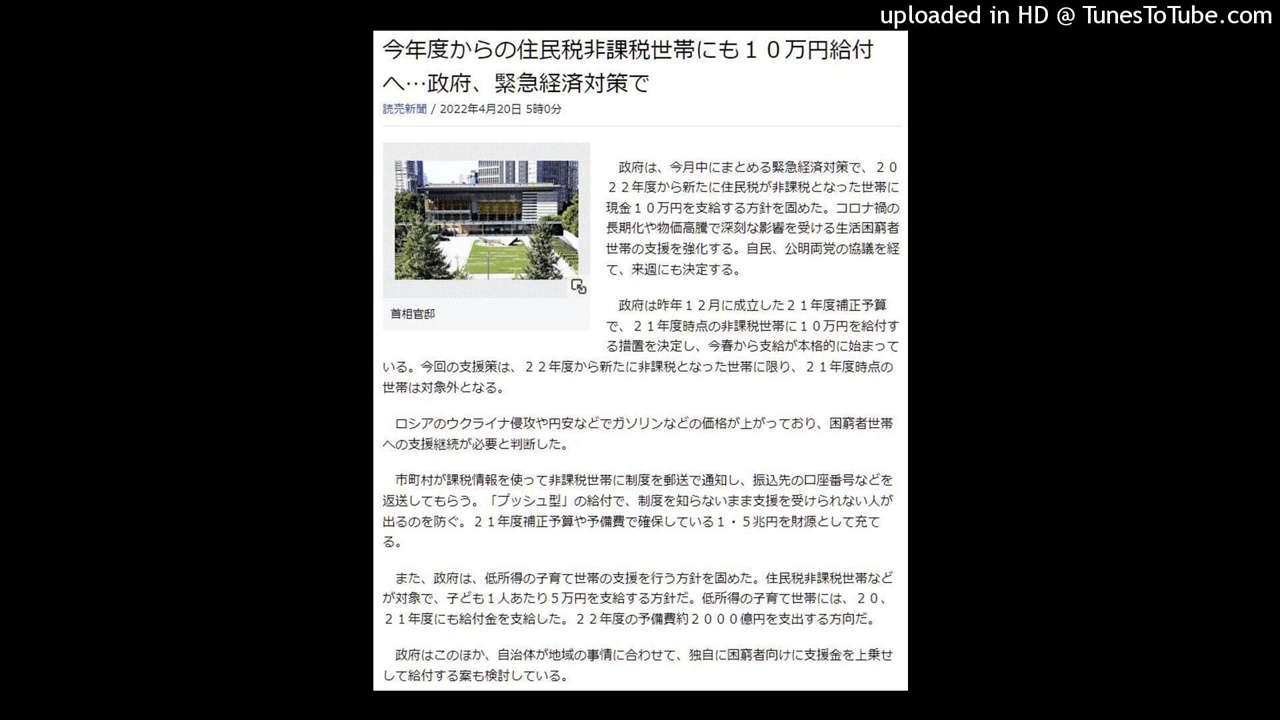 uploaded in HD @ TunesToTube.com
今年度からの住民税非課税世帯にも１０万円給付
へ…政府、緊急経済対策で
読売新聞 / 2022年4月20日 5時0分
政府は、今月中にまとめる緊急経済対策で、２０
２２年度から新たに住民税が非課税となった世帯に
現金１０万円を支給する方針を固めた。コロナ禍の
長期化や物価高騰で深刻な影響を受ける生活困窮者
世帯の支援を強化する。自民、公明両党の協議を経
て、来週にも決定する。
首相官邸
政府は昨年１２月に成立した２１年度補正予算
で、２１年度時点の非課税世帯に１０万円を給付す
る措置を決定し、今春から支給が本格的に始まって
いる。今回の支援策は、２２年度から新たに非課税となった世帯に限り、２１年度時点の
世帯は対象外となる。
ロシアのウクライナ侵攻や円安などでガソリンなどの価格が上がっており、困窮者世帯
への支援継続が必要と判断した。
市町村が課税情報を使って非課税世帯に制度を郵送で通知し、振込先の口座番号などを
返送してもらう。「プッシュ型」の給付で、制度を知らないまま支援を受けられない人が
出るのを防ぐ。２１年度補正予算や予備費で確保している１・５兆円を財源として充て
る。
また、政府は、低所得の子育て世帯の支援を行う方針を固めた。住民税非課税世帯など
が対象で、子ども１人あたり５万円を支給する方針だ。低所得の子育て世帯には、２０、
２１年度にも給付金を支給した。２２年度の予備費約２０００億円を支出する方向だ。
政府はこのほか、自治体が地域の事情に合わせて、独自に困窮者向けに支援金を上乗せ
して給付する案も検討している。